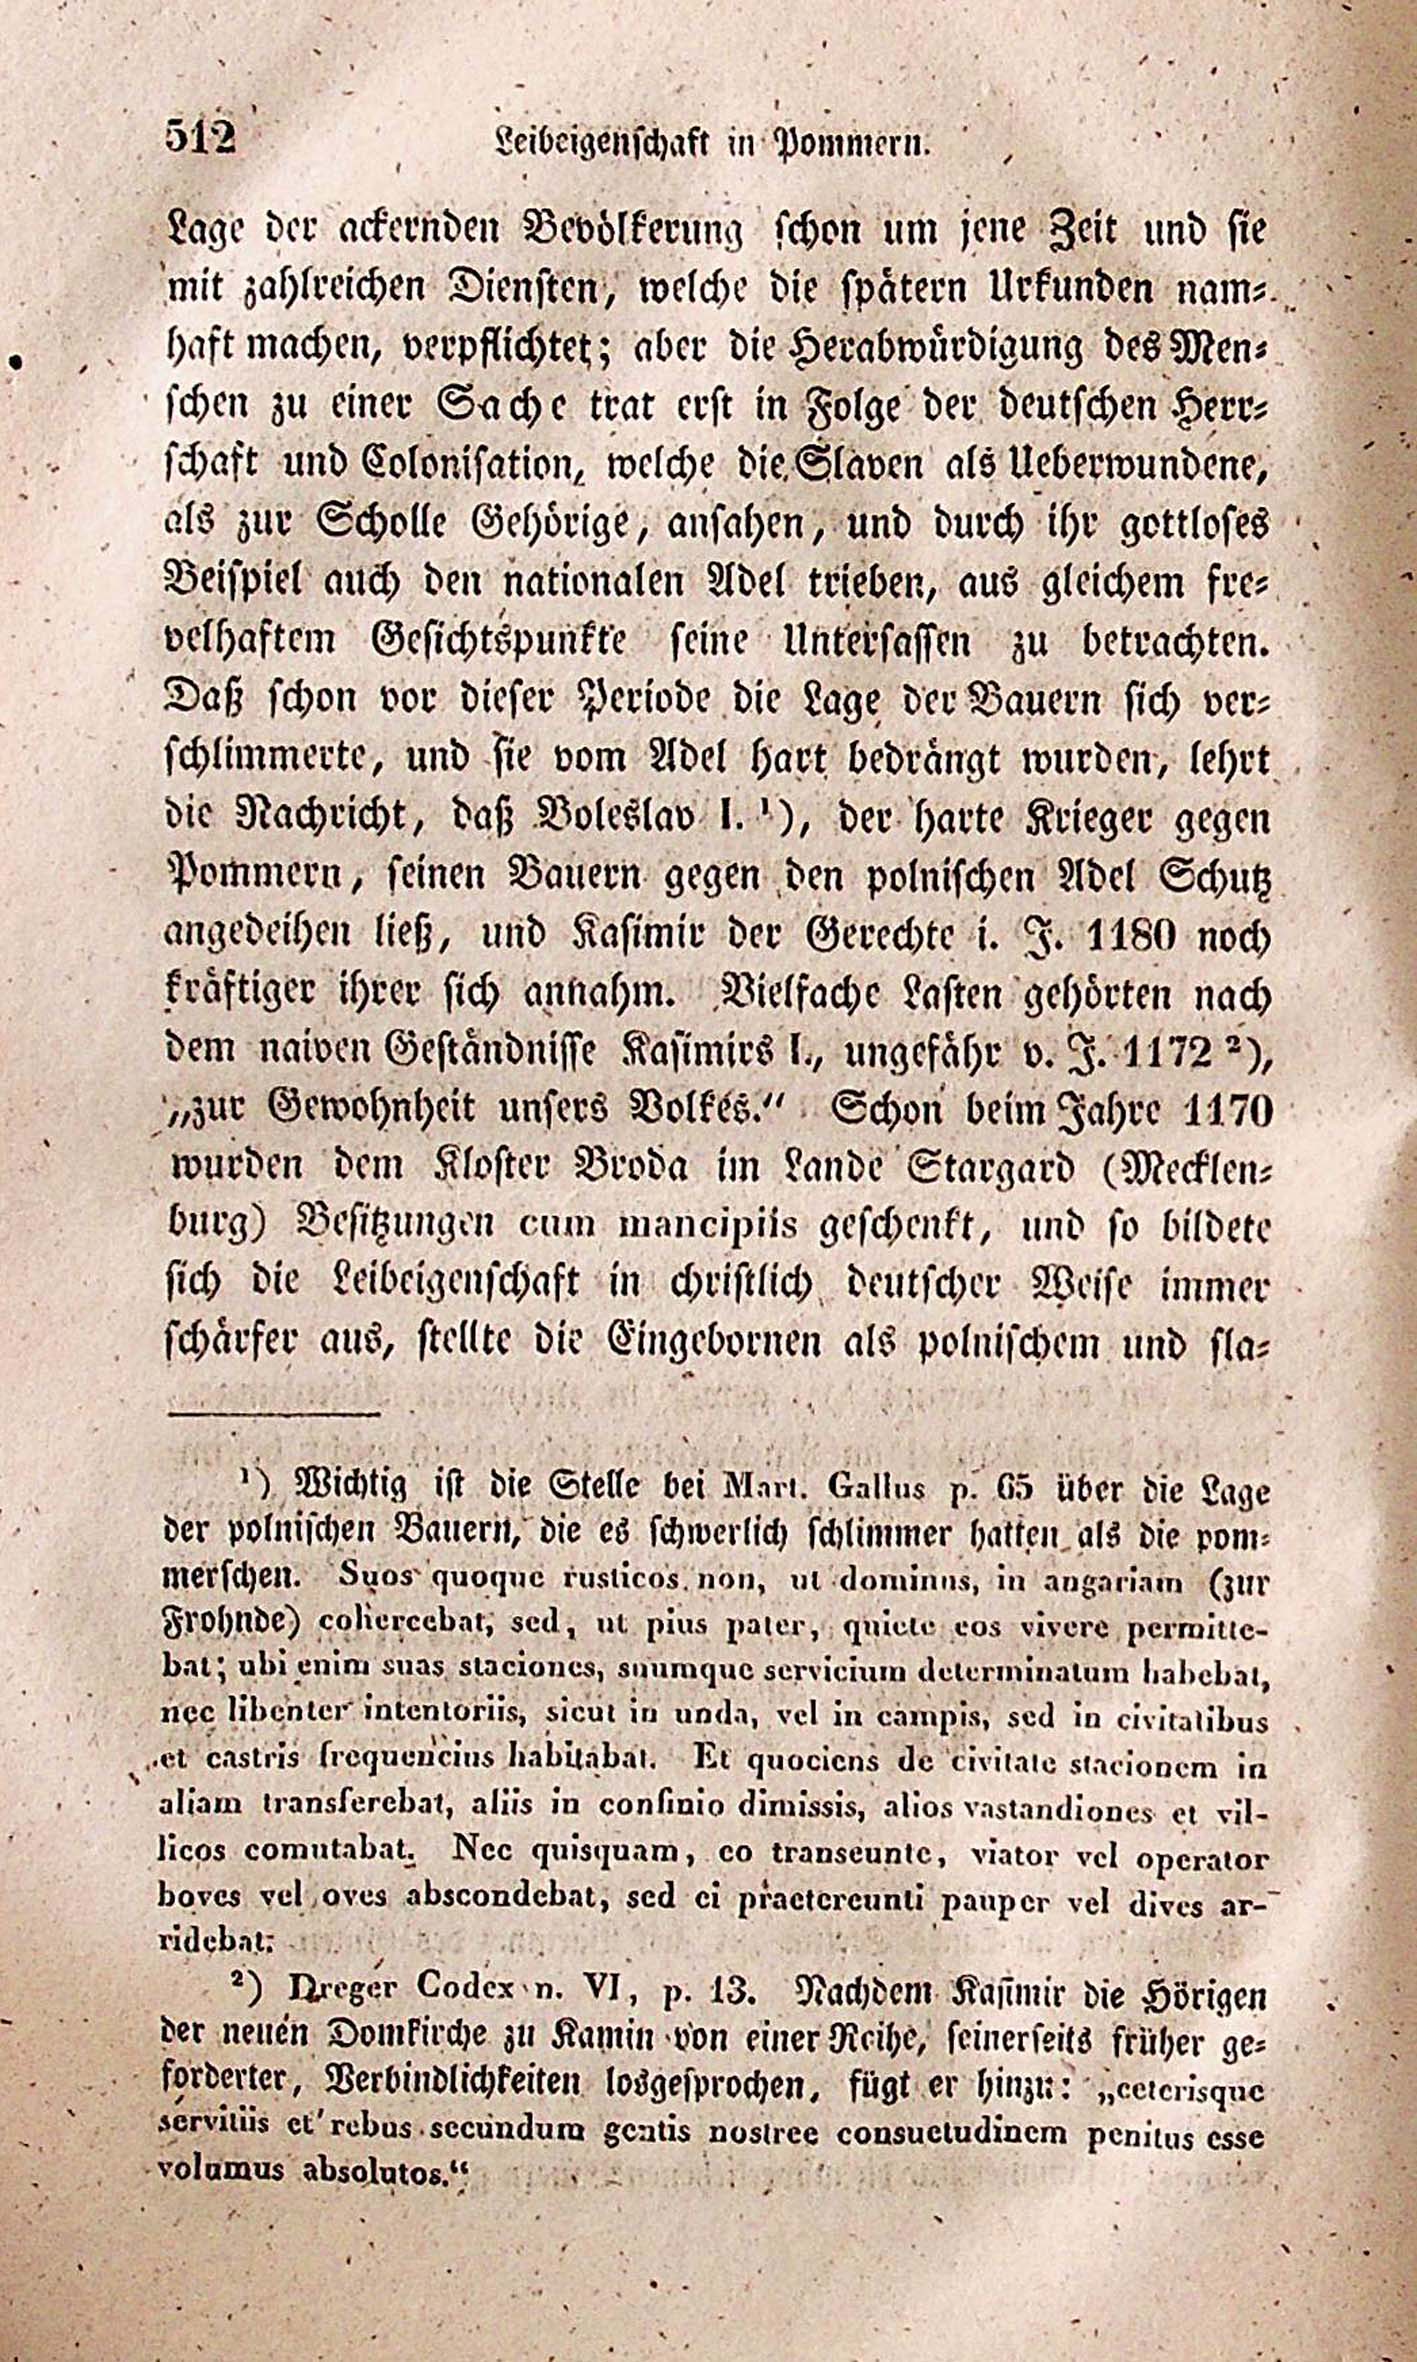 512 Leibeigenschaft in Pommern.
Lage der ackernden Bevölkerung schon um jene Zeit und sie
mit zahlreichen Diensten, welche die spätern Urkunden nam-
haft machen, verpflichtet; aber die Herabwürdigung des Men-
schen zu einer Sache trat erst in Folge der deutschen Herr-
schaft und Colonisation, welche die Slaven als Ueberwundene,
als zur Scholle Gehörige, ansahen, und durch ihr gottloses
Beispiel auch den nationalen Adel trieben, aus gleichem fre-
velhaftem Gesichtspunkte seine Untersassen zu betrachten.
Daß schon vor dieser Periode die Lage der Bauern sich ver-
schlimmerte, und sie vom Adel hart bedrängt wurden, lehrt
die Nachricht, daß Boleslav I. ¹), der harte Krieger gegen
Pommern, seinen Bauern gegen den polnischen Adel Schutz
angedeihen ließ, und Kasimir der Gerechte i. J. 1180 noch
kräftiger ihrer sich annahm. Vielfache Lasten gehörten nach
dem naiven Geständnisse Kasimirs I., ungefähr v. J. 1172 ²),
„zur Gewohnheit unsers Volkes.“ Schon beim Jahre 1170
wurden dem Kloster Broda im Lande Stargard (Mecklen-
burg) Besitzungen cum mancipiis geschenkt, und so bildete
sich die Leibeigenschaft in christlich deutscher Weise immer
schärfer aus, stellte die Eingebornen als polnischem und sla-
¹) Wichtig ist die Stelle bei Mart. Gallus p. 65 über die Lage
der polnischen Bauern, die es schwerlich schlimmer hatten als die pom-
merschen. Suos quoque rusticos non, ut dominus, in angariam (zur
Frohnde) cohercebat, sed, ut pius pater, quiete eos vivere permitte-
bat; ubi enim suas staciones, suumque servicium determinatum habebat,
nec libenter intentoriis, sicut in unda, vel in campis, sed in civitatibus
et castris frequencius habitabat. Et quociens de civitate stacionem in
aliam transferebat, aliis in confinio dimissis, alios vastandiones et vil-
licos comutabat. Nec quisquam, eo transeunte, viator vel operator
boves vel oves abscondebat, sed ei praetereunti pauper vel dives ar-
ridebat.
²) Dreger Codex n. VI, p. 13. Nachdem Kasimir die Hörigen
der neuen Domkirche zu Kamin von einer Reihe, seinerseits früher ge-
forderter, Verbindlichkeiten losgesprochen, fügt er hinzu: „ceterisque
servitiis et rebus secundum gentis nostree consuetudinem penitus esse
volumus absolutos.“